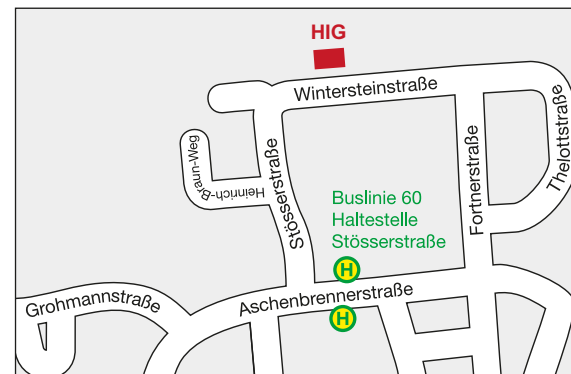 HIG
Wintersteinstraße
Thelottstraße
Fortnerstraße
Stösserstraße
Heinrich-Braun-Weg
Buslinie 60
Haltestelle
Stösserstraße
H
Aschenbrennerstraße
H
Grohmannstraße